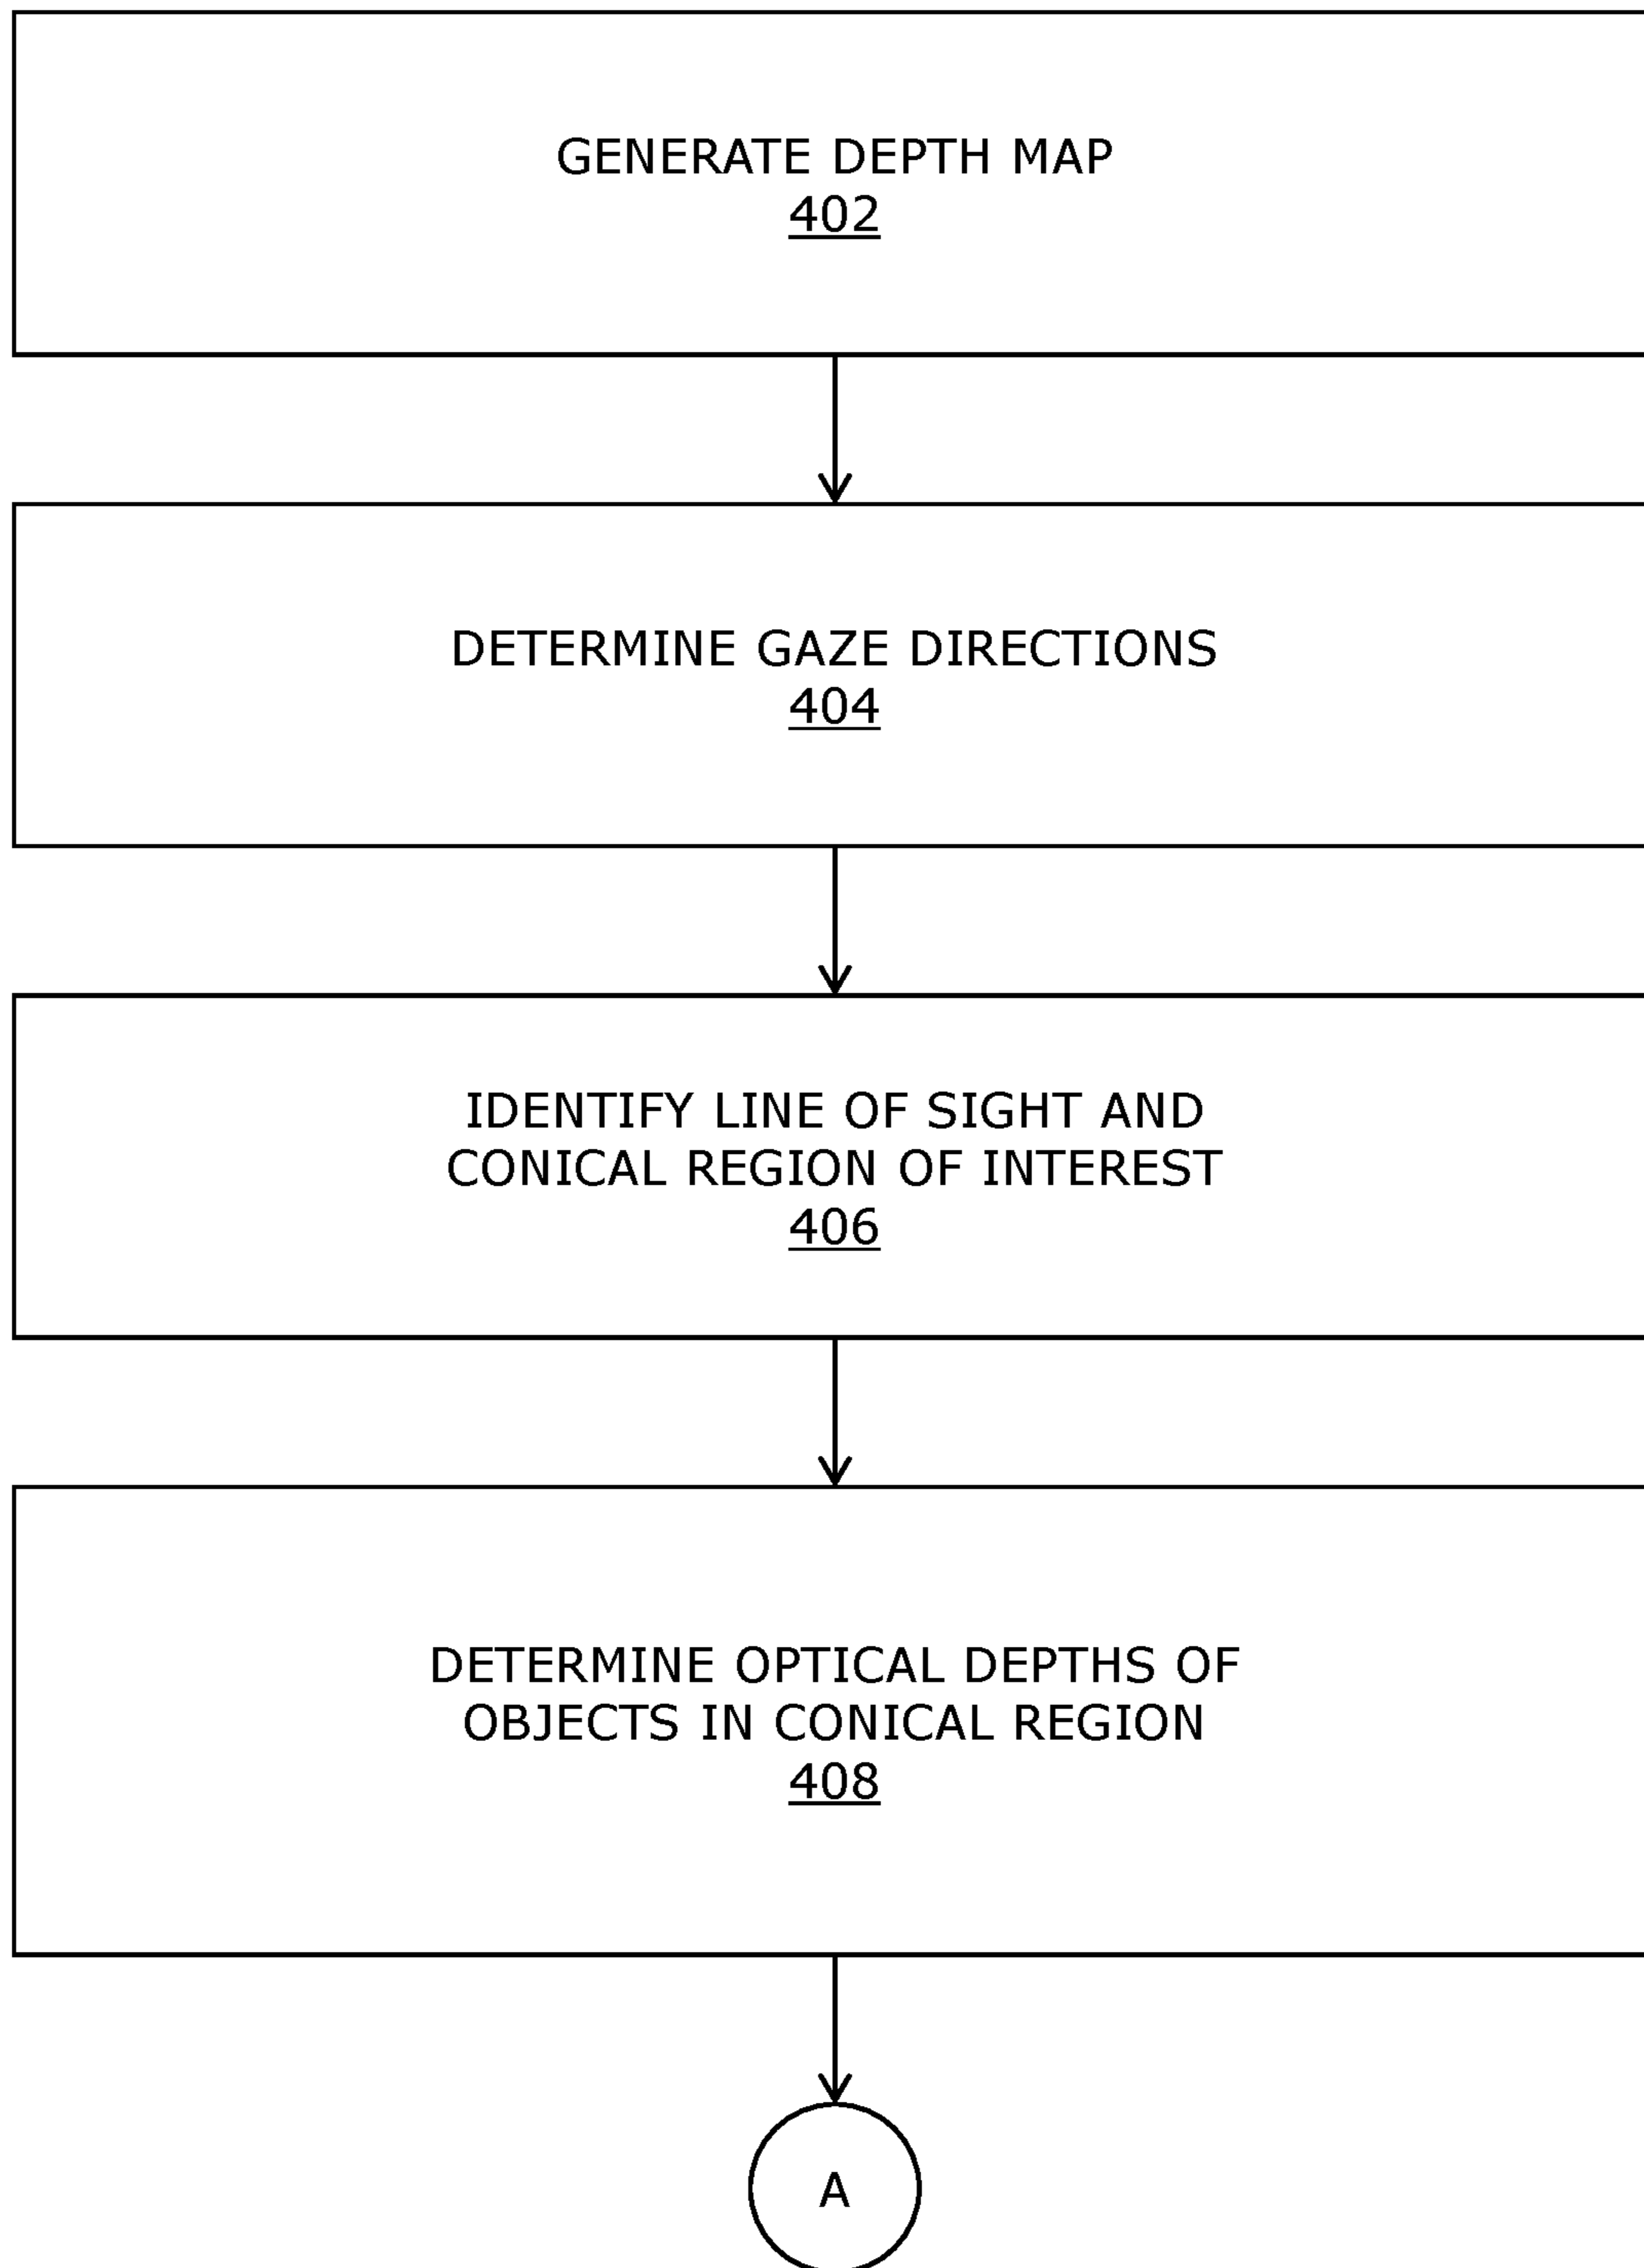 GENERATE DEPTH MAP
402
DETERMINE GAZE DIRECTIONS
404
IDENTIFY LINE OF SIGHT AND
CONICAL REGION OF INTEREST
406
DETERMINE OPTICAL DEPTHS OF
OBJECTS IN CONICAL REGION
408
A